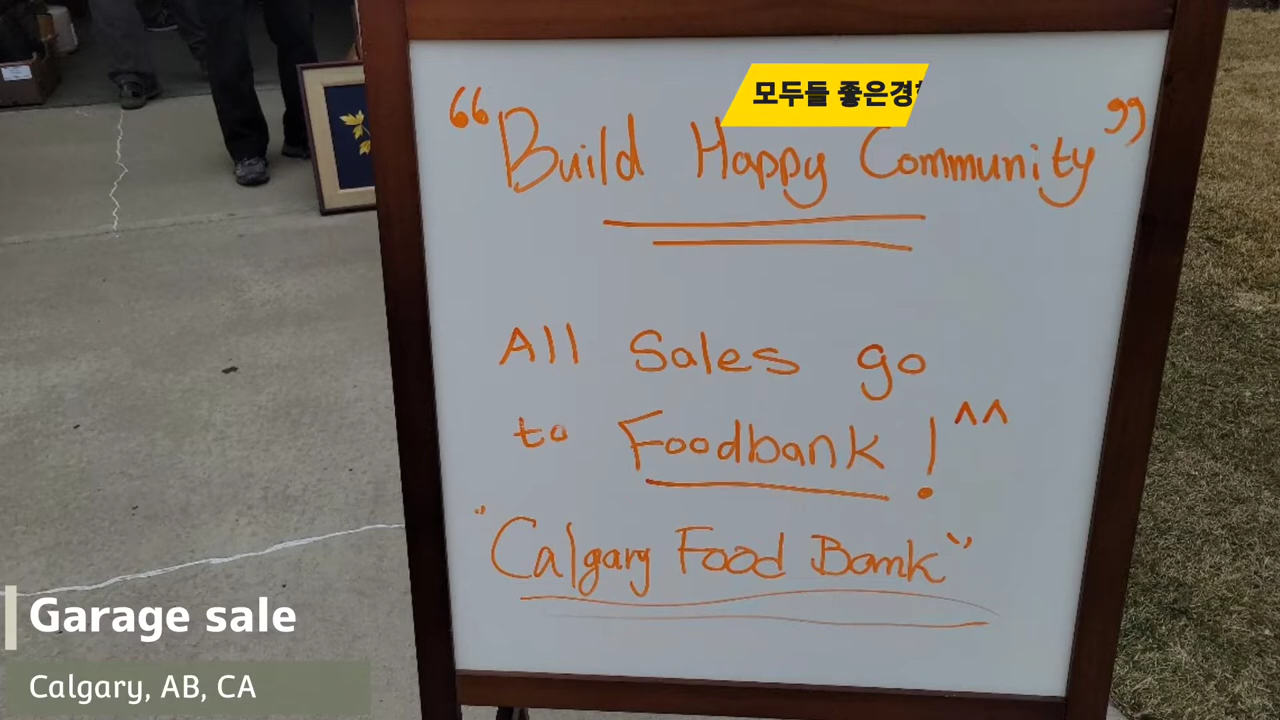 모두들 좋은
“Build Happy Community”
All Sales go
to Foodbank! ^^
"Calgary Food Bank"
Garage sale
Calgary, AB, CA